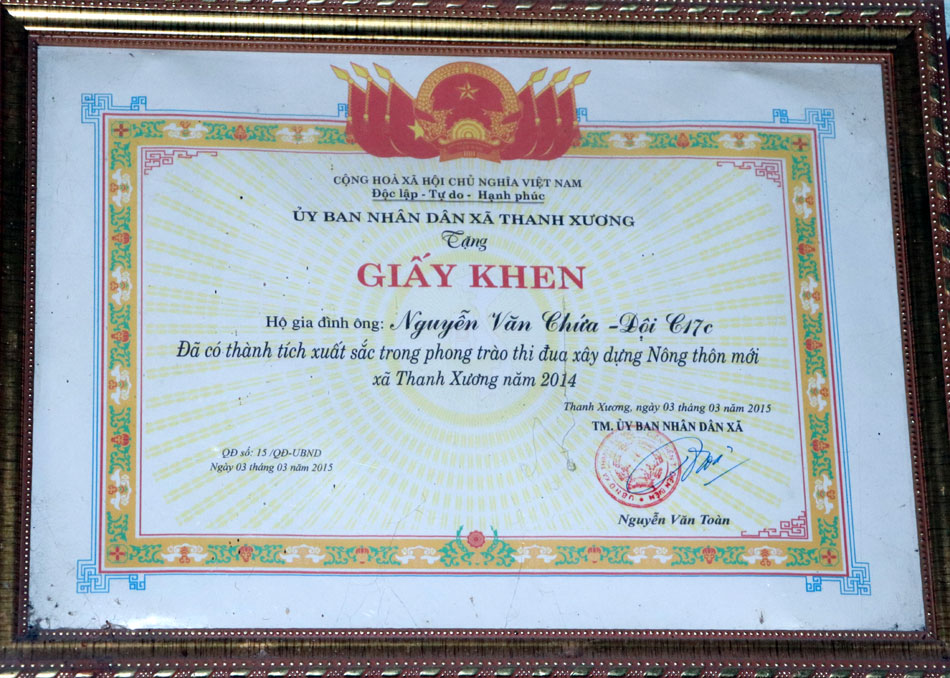 CỘNG HOÀ XÃ HỘI CHỦ NGHĨA VIỆT NAM
Độc lập - Tự do - Hạnh phúc
ỦY BAN NHÂN DÂN XÃ THANH XƯƠNG
Tặng
GIẤY KHEN
Hộ gia đình ông: Nguyễn Văn Chứa - Đội C17c
Đã có thành tích xuất sắc trong phong trào thi đua xây dựng Nông thôn mới
xã Thanh Xương năm 2014
Thanh Xương, ngày 03 tháng 03 năm 2015
TM. ỦY BAN NHÂN DÂN XÃ
QĐ số: 15 /QĐ-UBND
Ngày 03 tháng 03 năm 2015
Nguyễn Văn Toàn